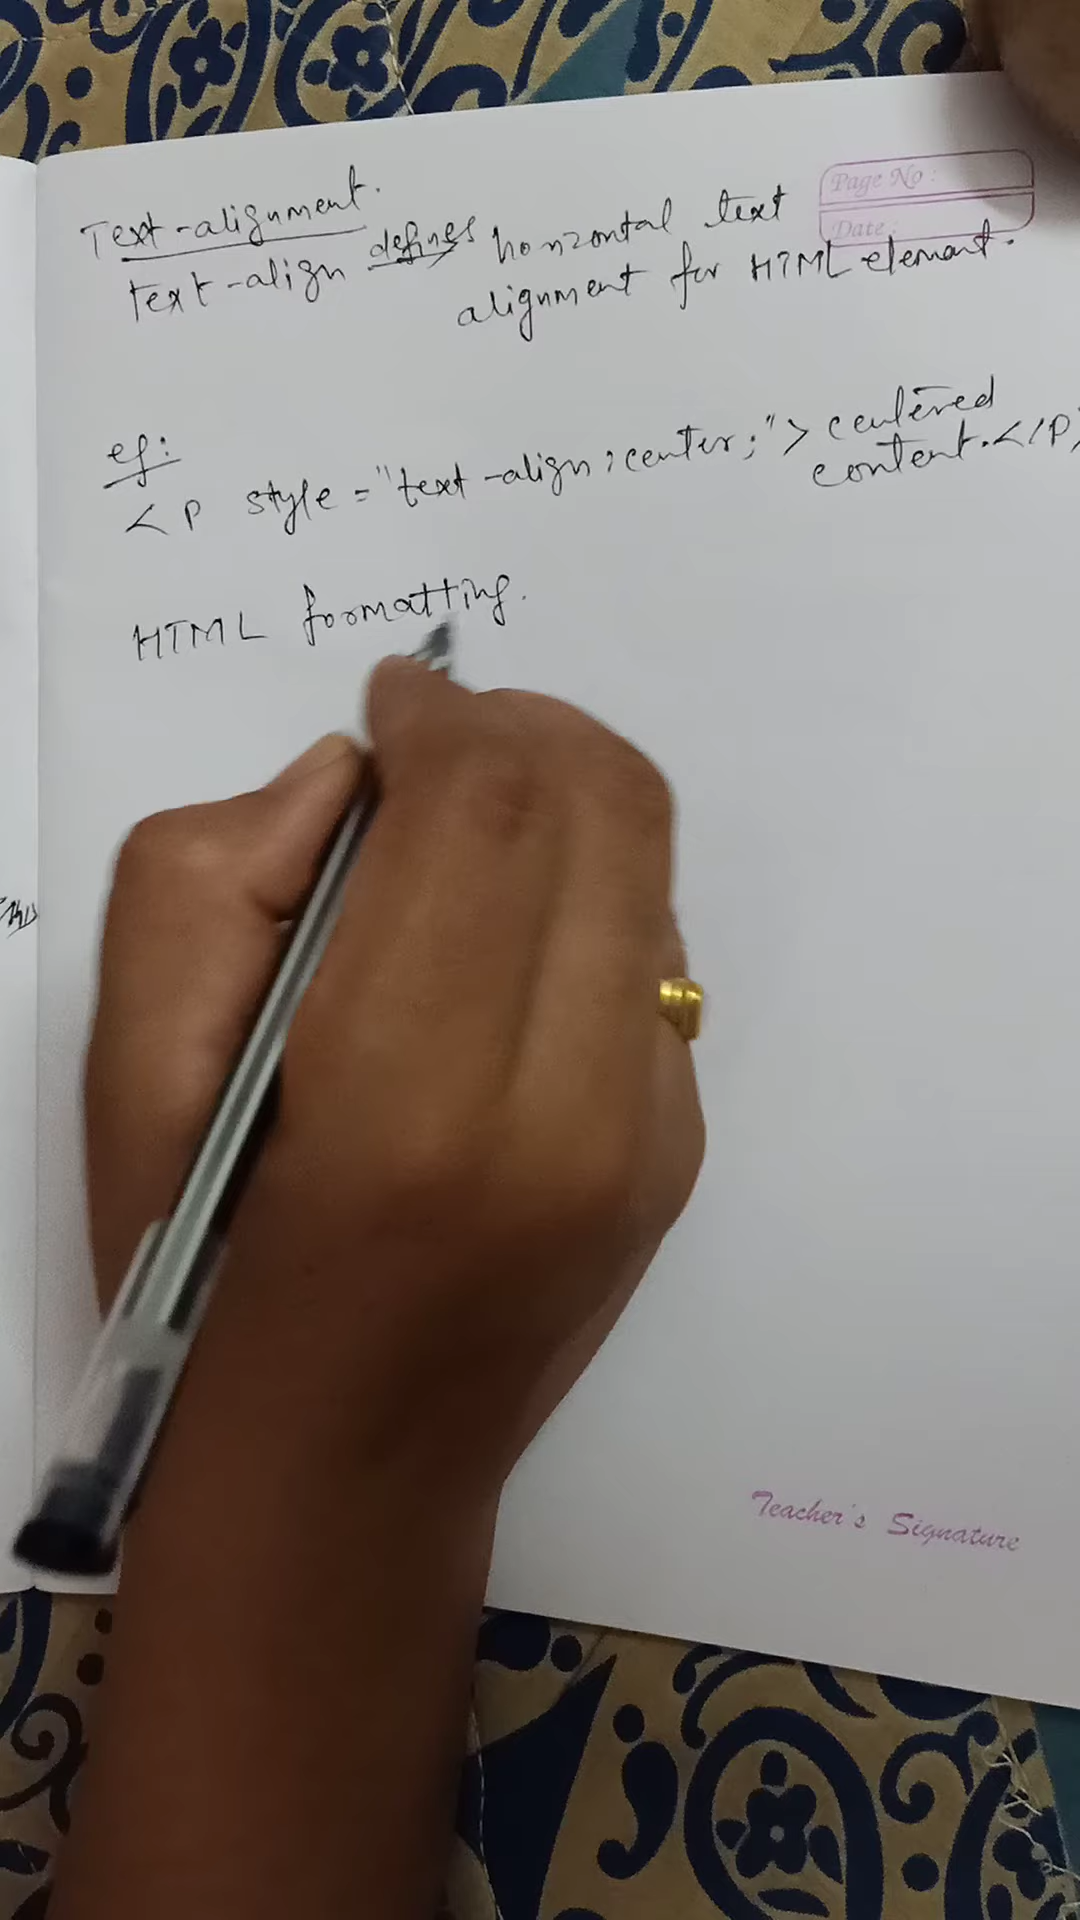 Page No :
Date :
Text-alignment.
text-align defines horizontal text
alignment for HTML element.
eg:
<P style="text-align:center;"> centered
content.</P>
HTML formatting.
Teacher's Signature